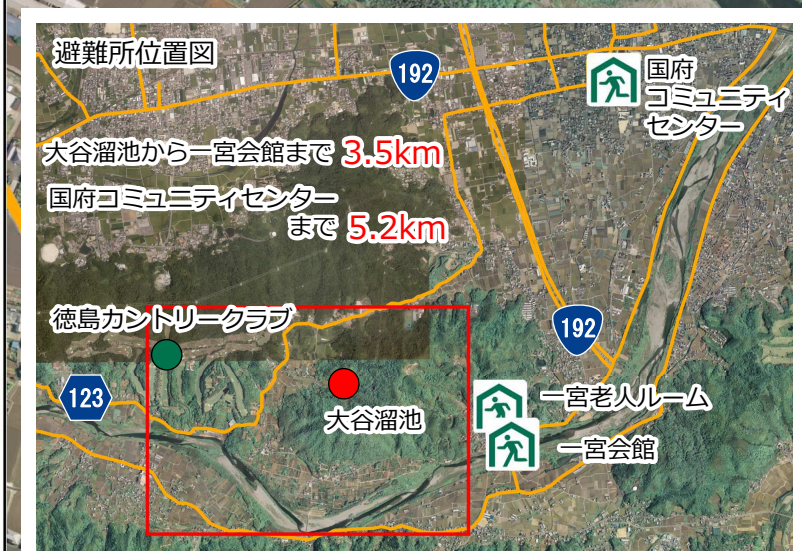 避難所位置図
192
国府
コミュニティ
センター
大谷溜池から一宮会館まで 3.5km
国府コミュニティセンター
まで 5.2km
徳島カントリークラブ
192
123
一宮老人ルーム
大谷溜池
一宮会館